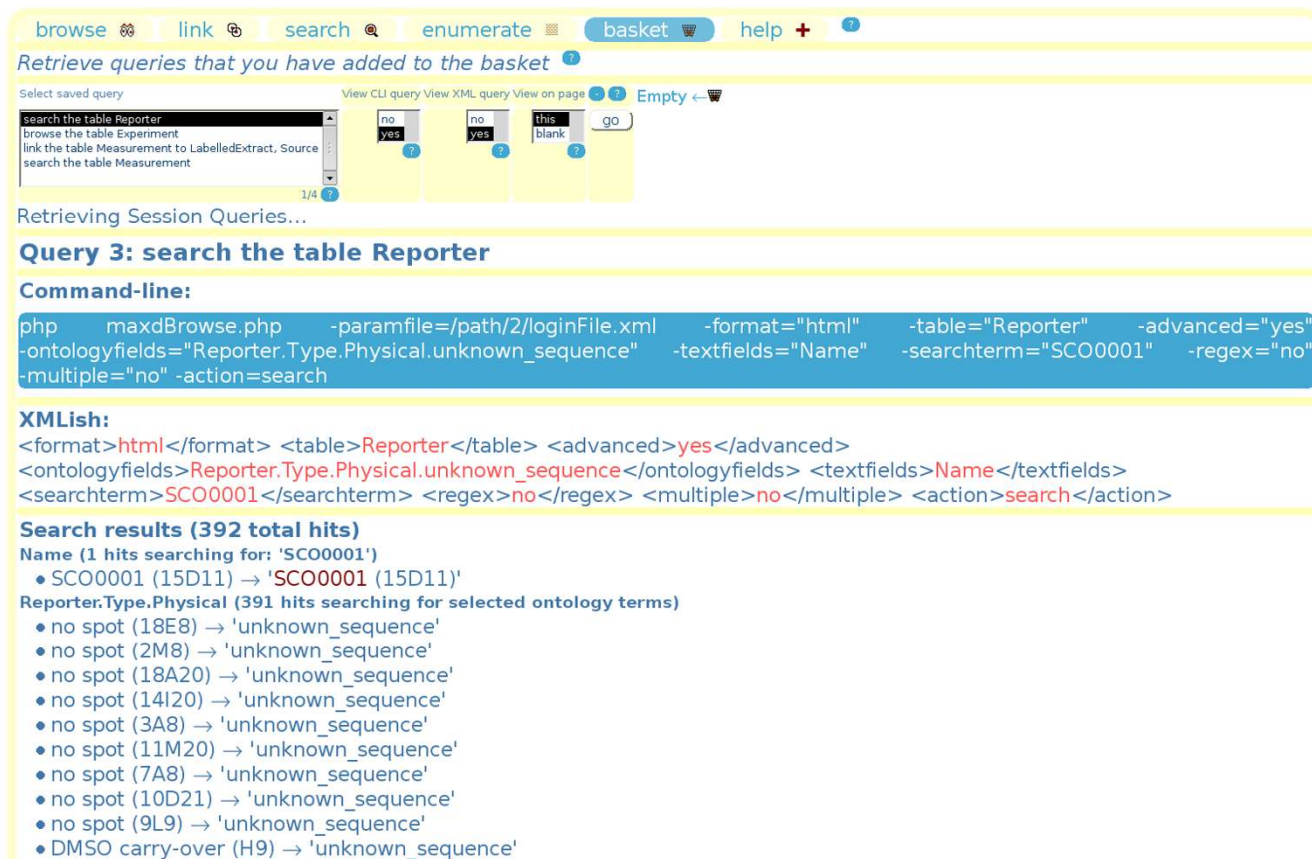 browse link search enumerate basket help + ?
Retrieve queries that you have added to the basket ?
Select saved query View CLI query View XML query View on page - ? Empty ←
search the table Reporter no no this go
browse the table Experiment yes yes blank
link the table Measurement to LabelledExtract, Source ? ? ?
search the table Measurement
1/4 ?
Retrieving Session Queries...
Query 3: search the table Reporter
Command-line:
php maxdBrowse.php -paramfile=/path/2/loginFile.xml -format="html" -table="Reporter" -advanced="yes"
-ontologyfields="Reporter.Type.Physical.unknown_sequence" -textfields="Name" -searchterm="SCO0001" -regex="no"
-multiple="no" -action=search
XMLish:
<format>html</format> <table>Reporter</table> <advanced>yes</advanced>
<ontologyfields>Reporter.Type.Physical.unknown_sequence</ontologyfields> <textfields>Name</textfields>
<searchterm>SCO0001</searchterm> <regex>no</regex> <multiple>no</multiple> <action>search</action>
Search results (392 total hits)
Name (1 hits searching for: 'SCO0001')
• SCO0001 (15D11) → 'SCO0001 (15D11)'
Reporter.Type.Physical (391 hits searching for selected ontology terms)
• no spot (18E8) → 'unknown_sequence'
• no spot (2M8) → 'unknown_sequence'
• no spot (18A20) → 'unknown_sequence'
• no spot (14I20) → 'unknown_sequence'
• no spot (3A8) → 'unknown_sequence'
• no spot (11M20) → 'unknown_sequence'
• no spot (7A8) → 'unknown_sequence'
• no spot (10D21) → 'unknown_sequence'
• no spot (9L9) → 'unknown_sequence'
• DMSO carry-over (H9) → 'unknown_sequence'